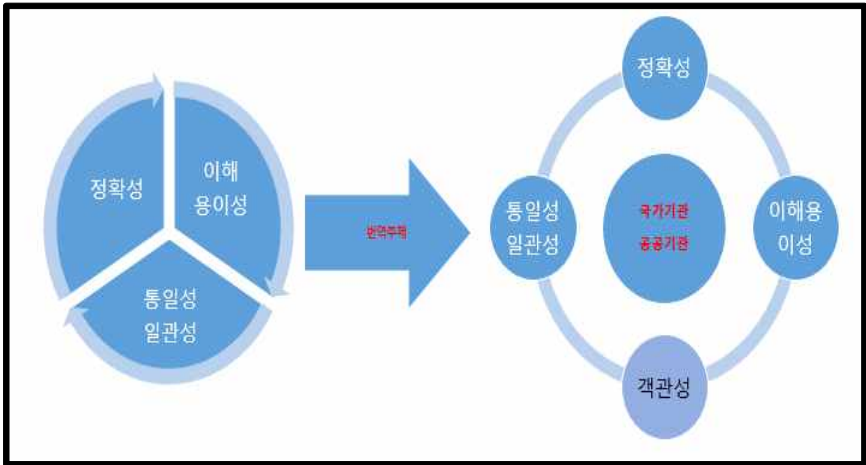 정확성
이해
용이성
통일성
일관성
번역주체
정확성
통일성
일관성
국가기관
공공기관
이해용
이성
객관성